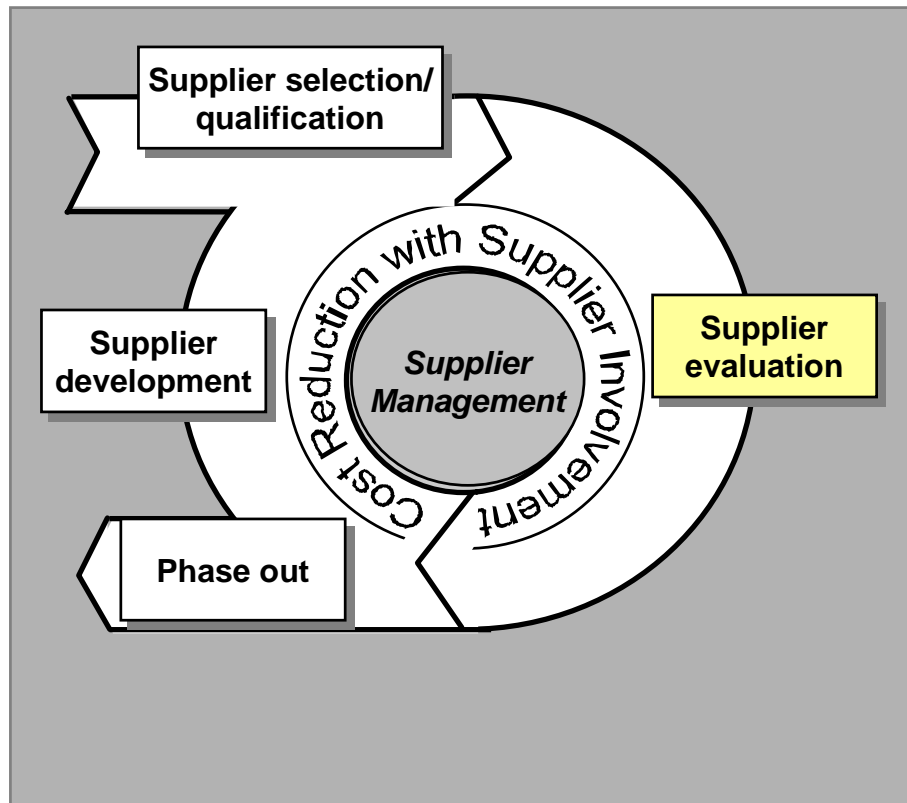 Supplier selection/
qualification
Cost Reduction with Supplier Involvement
Supplier
evaluation
Supplier
development
Supplier
Management
Phase out